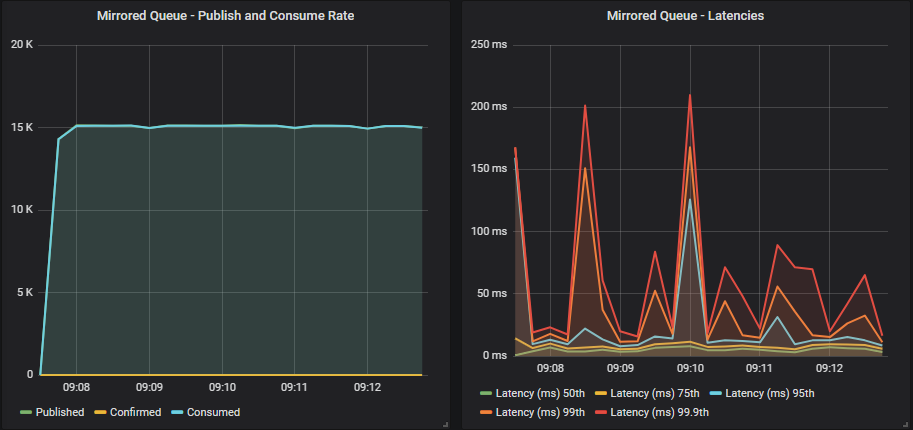 Mirrored Queue - Publish and Consume Rate
20 K
15 K
10 K
5 K
0
09:08 09:09 09:10 09:11 09:12
Published Confirmed Consumed
Mirrored Queue - Latencies
250 ms
200 ms
150 ms
100 ms
50 ms
0 ms
09:08 09:09 09:10 09:11 09:12
Latency (ms) 50th Latency (ms) 75th Latency (ms) 95th
Latency (ms) 99th Latency (ms) 99.9th